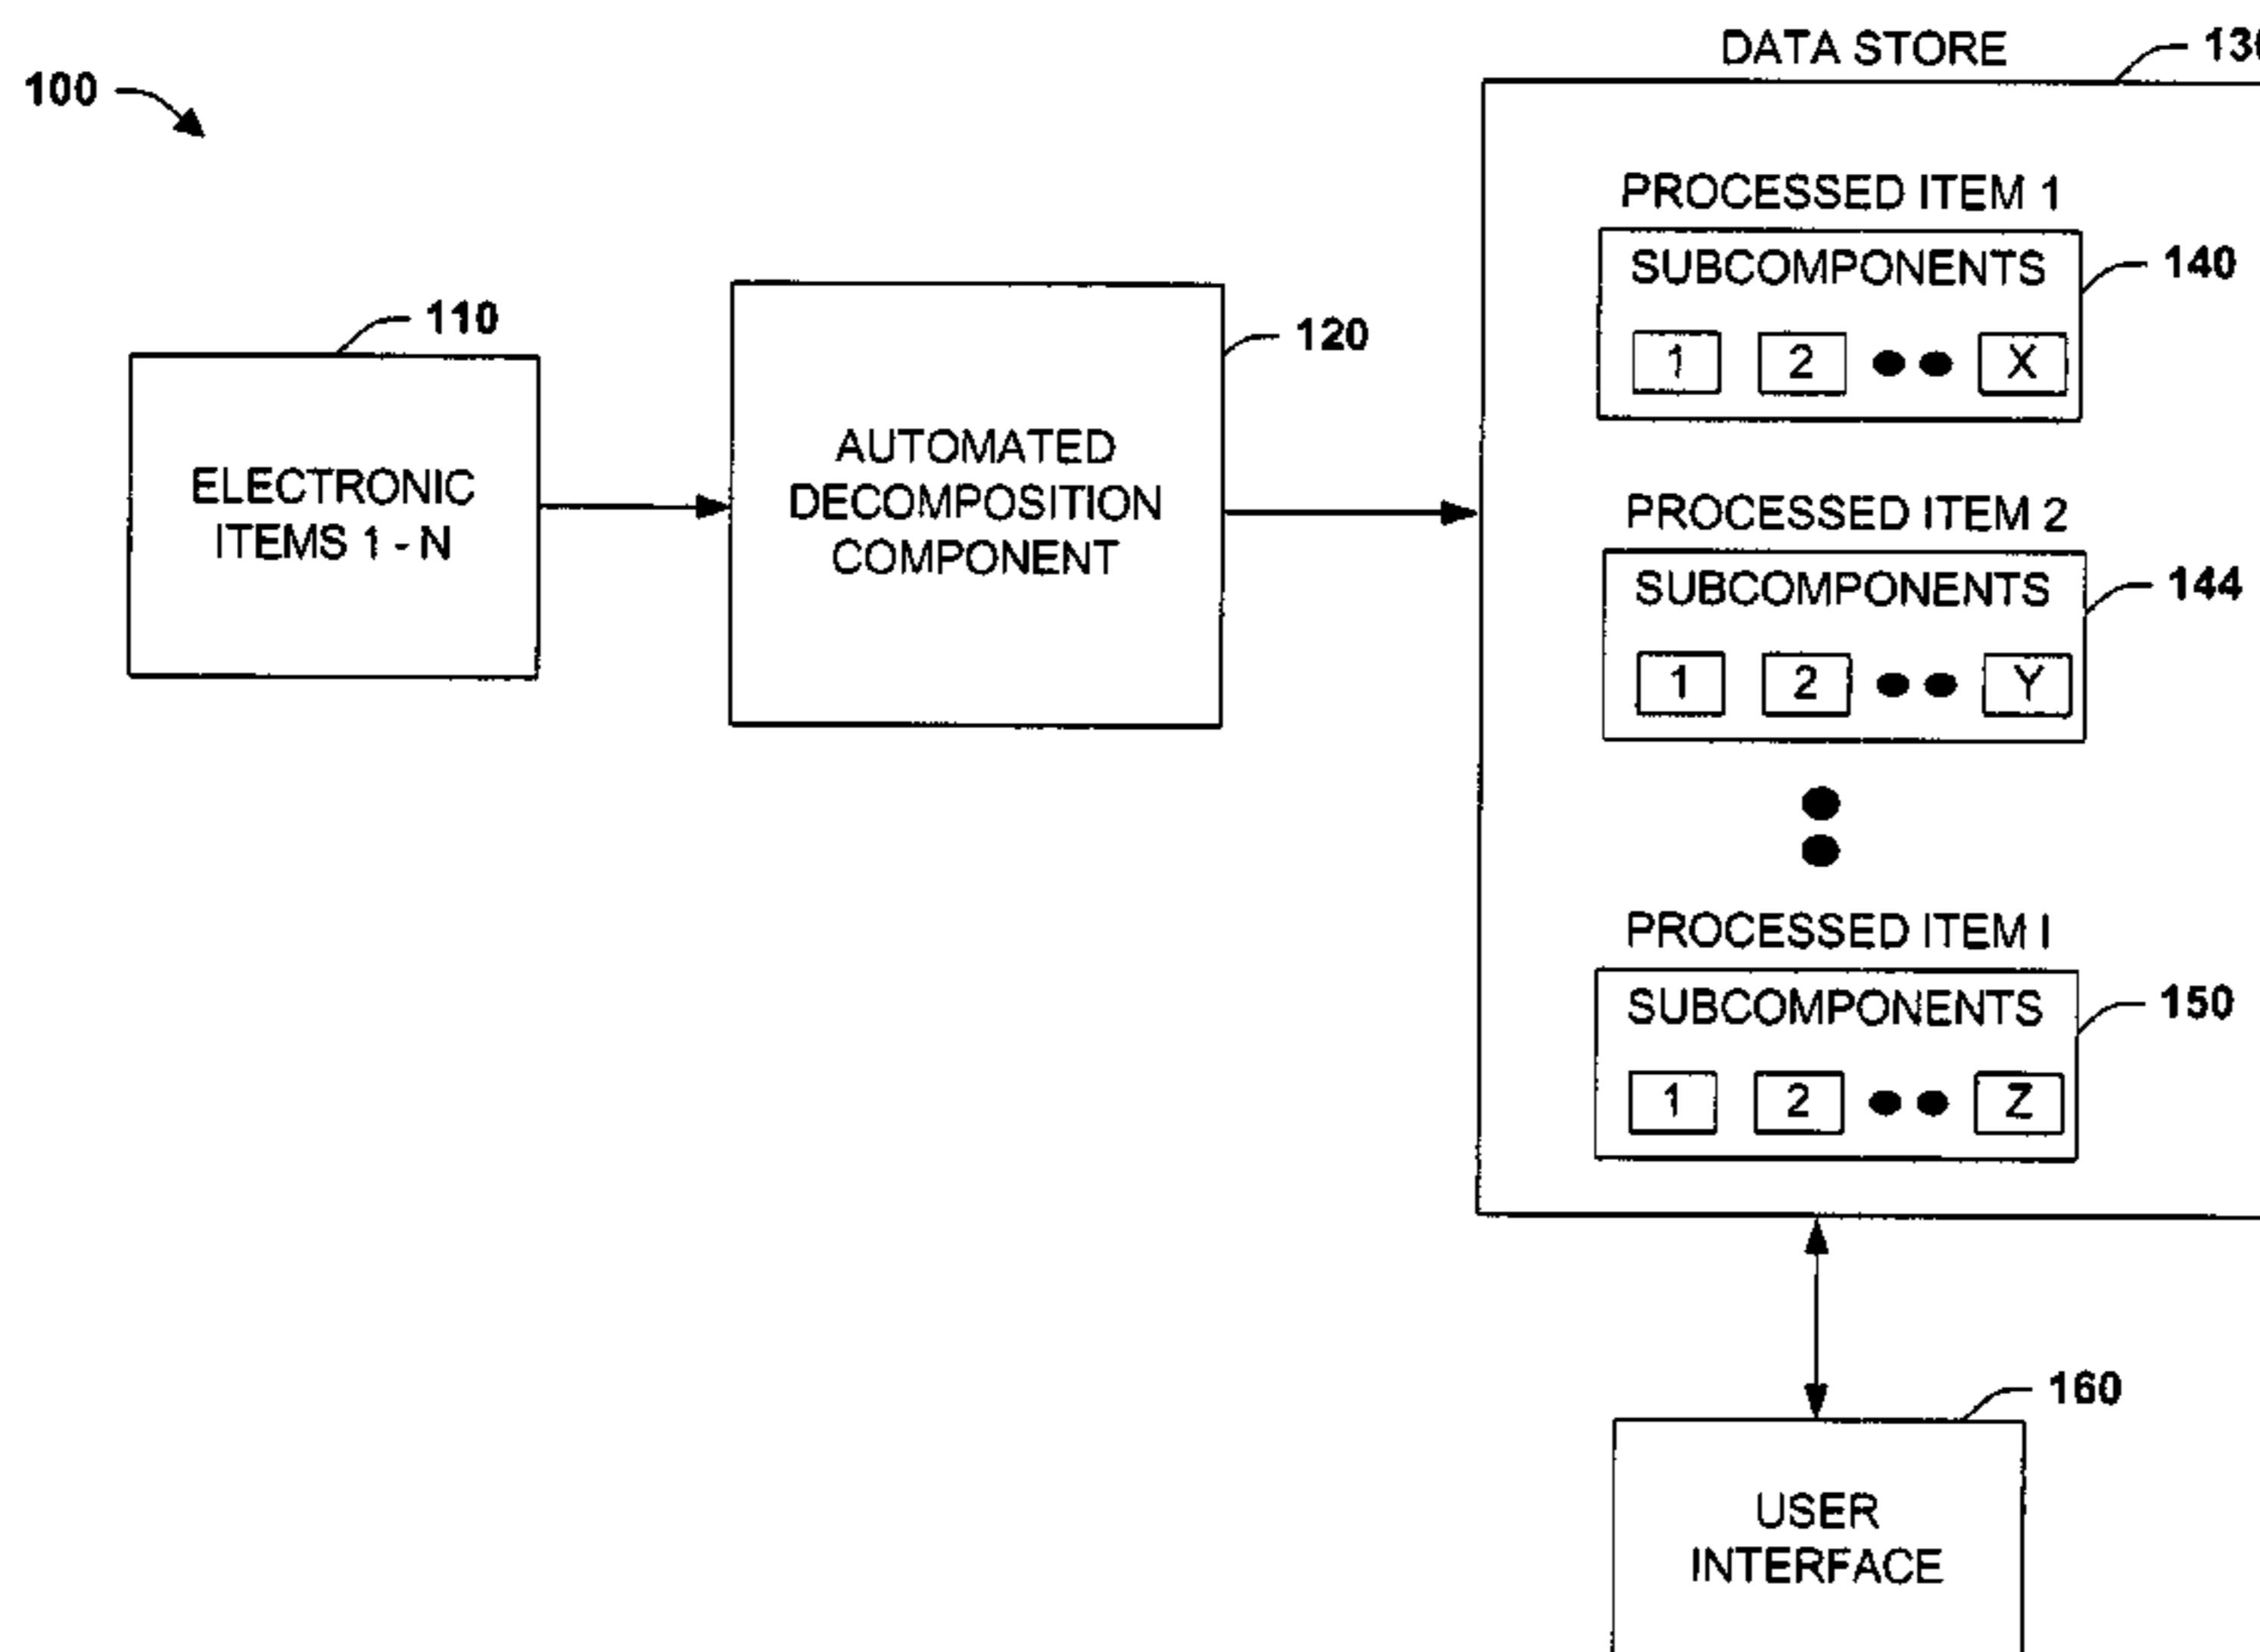 100
110
ELECTRONIC
ITEMS 1 - N
120
AUTOMATED
DECOMPOSITION
COMPONENT
DATA STORE
PROCESSED ITEM 1
SUBCOMPONENTS
140
1 2 X
PROCESSED ITEM 2
SUBCOMPONENTS
144
1 2 Y
PROCESSED ITEM I
SUBCOMPONENTS
150
1 2 Z
160
USER
INTERFACE